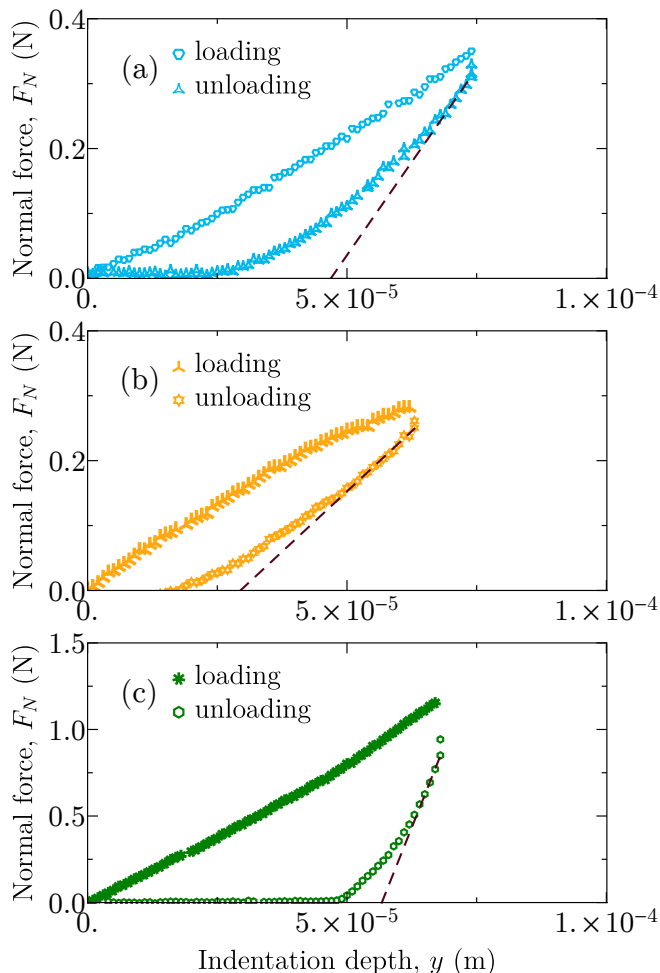 0.4
(a)
loading
unloading
0.2
0.0
Normal force, F_N (N)
0.
5.×10⁻⁵
1.×10⁻⁴
0.4
(b)
loading
unloading
0.2
0.0
Normal force, F_N (N)
0.
5.×10⁻⁵
1.×10⁻⁴
1.5
(c)
loading
unloading
1.0
0.5
0.0
Normal force, F_N (N)
0.
5.×10⁻⁵
1.×10⁻⁴
Indentation depth, y (m)